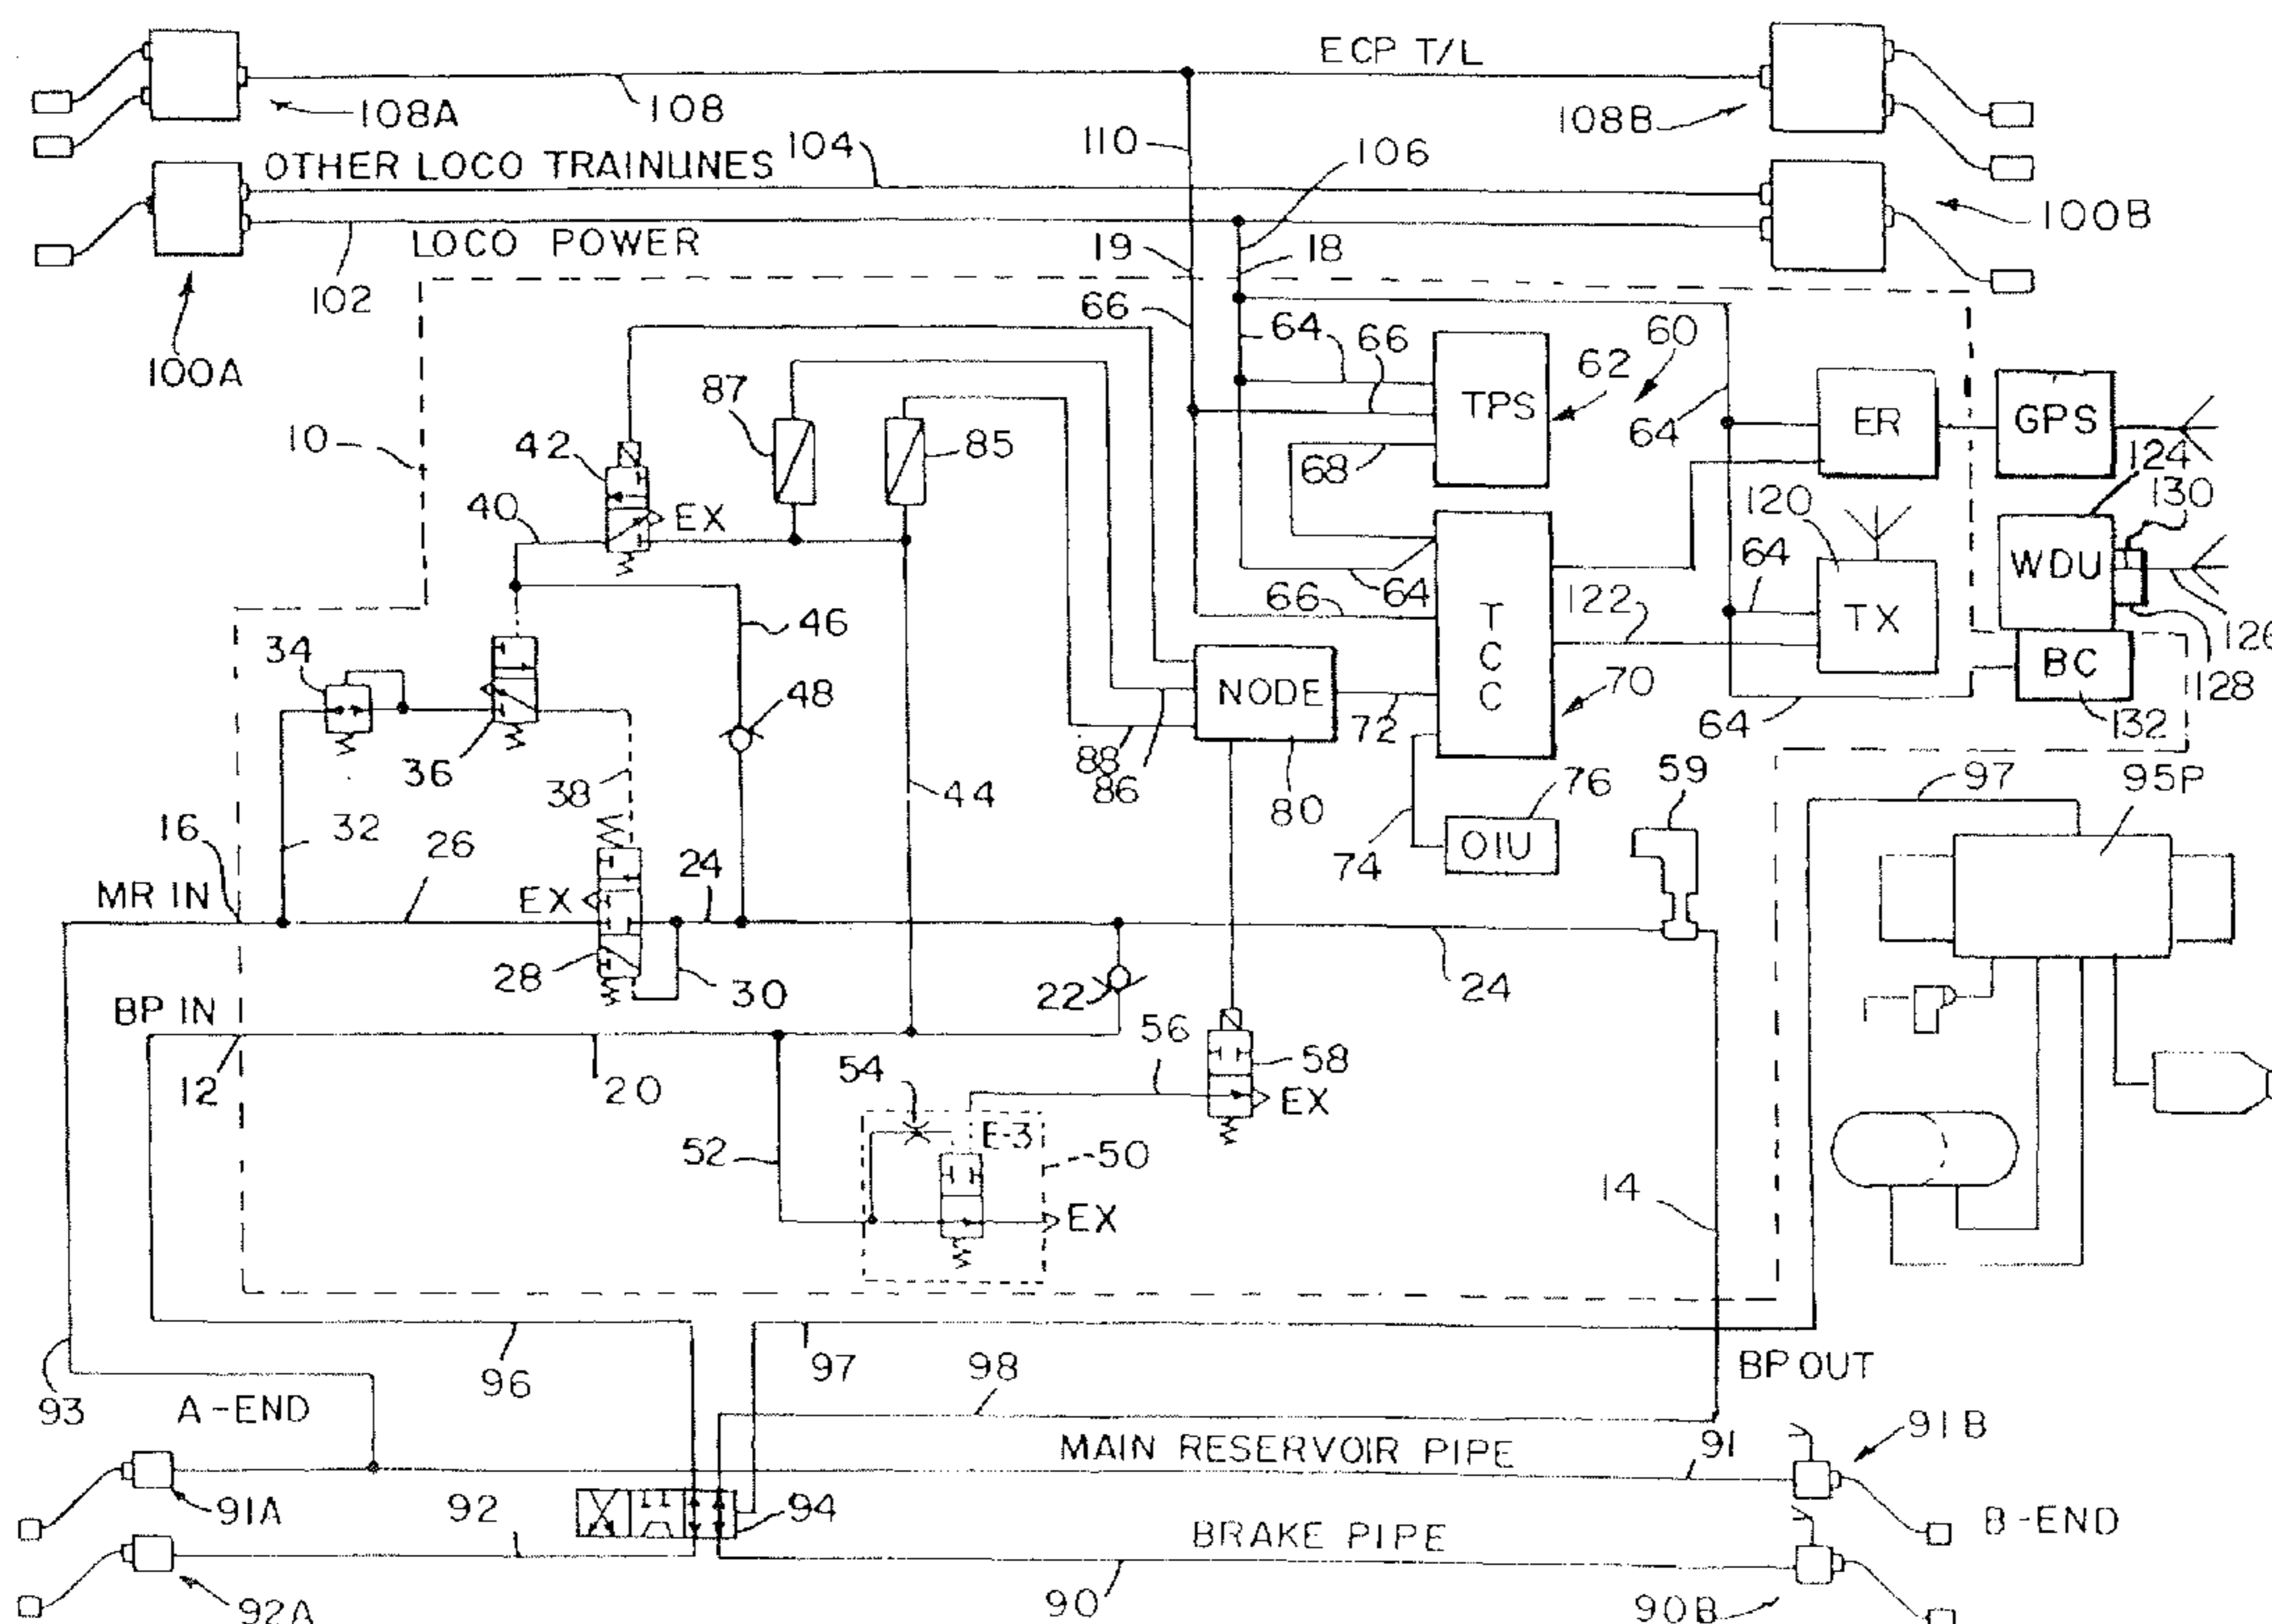 ECP T/L
108A
108
108B
110
106
OTHER LOCO TRAINLINES
104
100B
LOCO POWER
102
100A
19
18
66
64
66
60
62
TPS
68
64
ER
GPS
124
130
10
87
42
85
40
EX
120
WDU
126
128
BC
132
46
66
64
T
C
C
122
64
TX
34
48
NODE
72
70
64
36
38
88
86
80
44
74
76
OIU
59
97
95P
16
32
26
MR IN
EX
24
28
30
22
24
BP IN
12
20
54
56
58
EX
E-3
52
50
EX
14
96
97
98
BP OUT
93
A-END
MAIN RESERVOIR PIPE
91
91B
91A
92
94
BRAKE PIPE
B-END
92A
90
90B